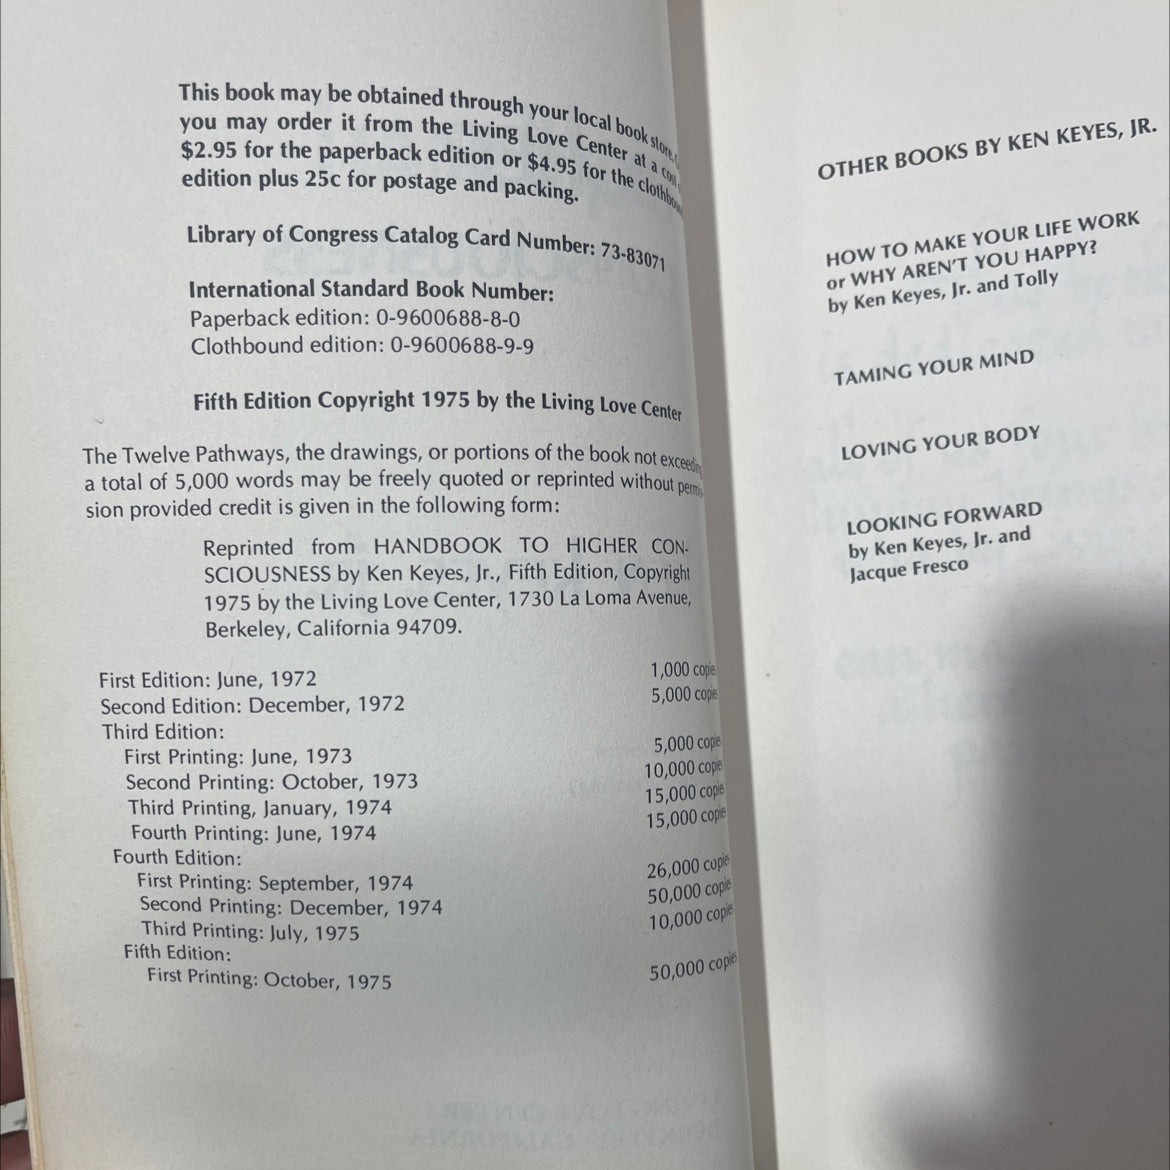 This book may be obtained through your local book store,
you may order it from the Living Love Center at a cost
$2.95 for the paperback edition or $4.95 for the clothbou
edition plus 25c for postage and packing.
Library of Congress Catalog Card Number: 73-83071
International Standard Book Number:
Paperback edition: 0-9600688-8-0
Clothbound edition: 0-9600688-9-9
Fifth Edition Copyright 1975 by the Living Love Center
The Twelve Pathways, the drawings, or portions of the book not exceeding
a total of 5,000 words may be freely quoted or reprinted without permis-
sion provided credit is given in the following form:
Reprinted from HANDBOOK TO HIGHER CON-
SCIOUSNESS by Ken Keyes, Jr., Fifth Edition, Copyright
1975 by the Living Love Center, 1730 La Loma Avenue,
Berkeley, California 94709.
First Edition: June, 1972 1,000 copies
Second Edition: December, 1972 5,000 copies
Third Edition:
First Printing: June, 1973 5,000 copies
Second Printing: October, 1973 10,000 copies
Third Printing, January, 1974 15,000 copies
Fourth Printing: June, 1974 15,000 copies
Fourth Edition:
First Printing: September, 1974 26,000 copies
Second Printing: December, 1974 50,000 copies
Third Printing: July, 1975 10,000 copies
Fifth Edition:
First Printing: October, 1975 50,000 copies
OTHER BOOKS BY KEN KEYES, JR.
HOW TO MAKE YOUR LIFE WORK
or WHY AREN'T YOU HAPPY?
by Ken Keyes, Jr. and Tolly
TAMING YOUR MIND
LOVING YOUR BODY
LOOKING FORWARD
by Ken Keyes, Jr. and
Jacque Fresco